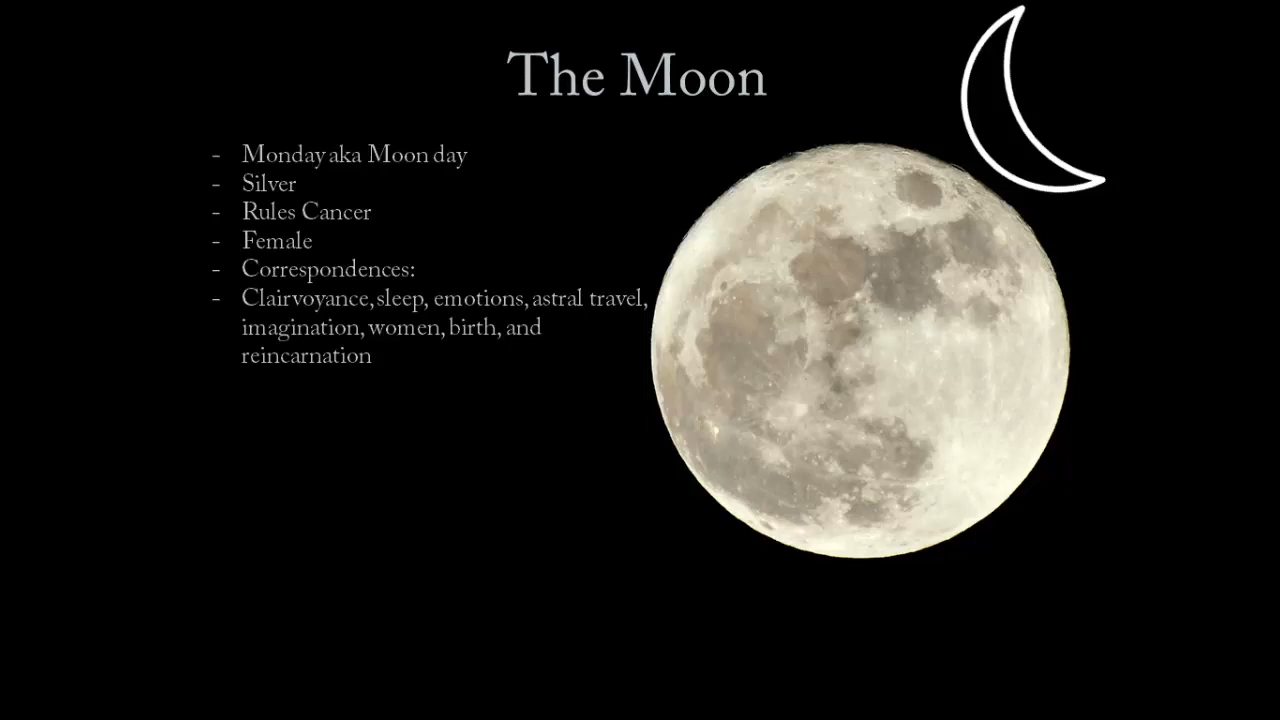 The Moon
- Monday aka Moon day
- Silver
- Rules Cancer
- Female
- Correspondences:
- Clairvoyance, sleep, emotions, astral travel,
imagination, women, birth, and
reincarnation